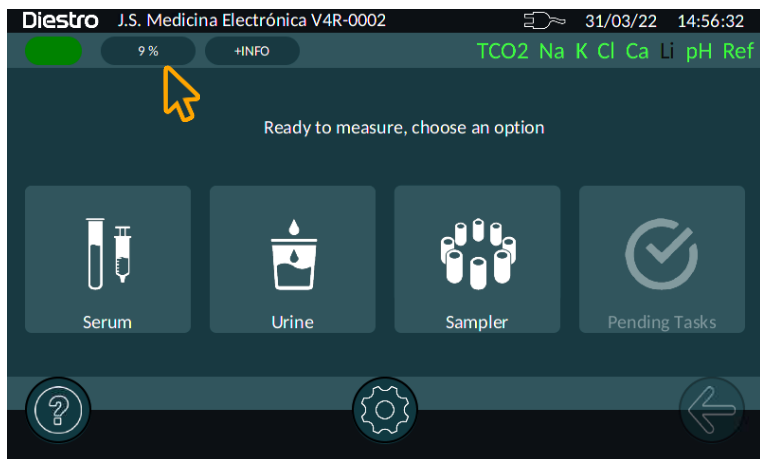 Diestro J.S. Medicina Electrónica V4R-0002 31/03/22 14:56:32
9 % +INFO TCO2 Na K Cl Ca Li pH Ref
Ready to measure, choose an option
Serum Urine Sampler Pending Tasks
?